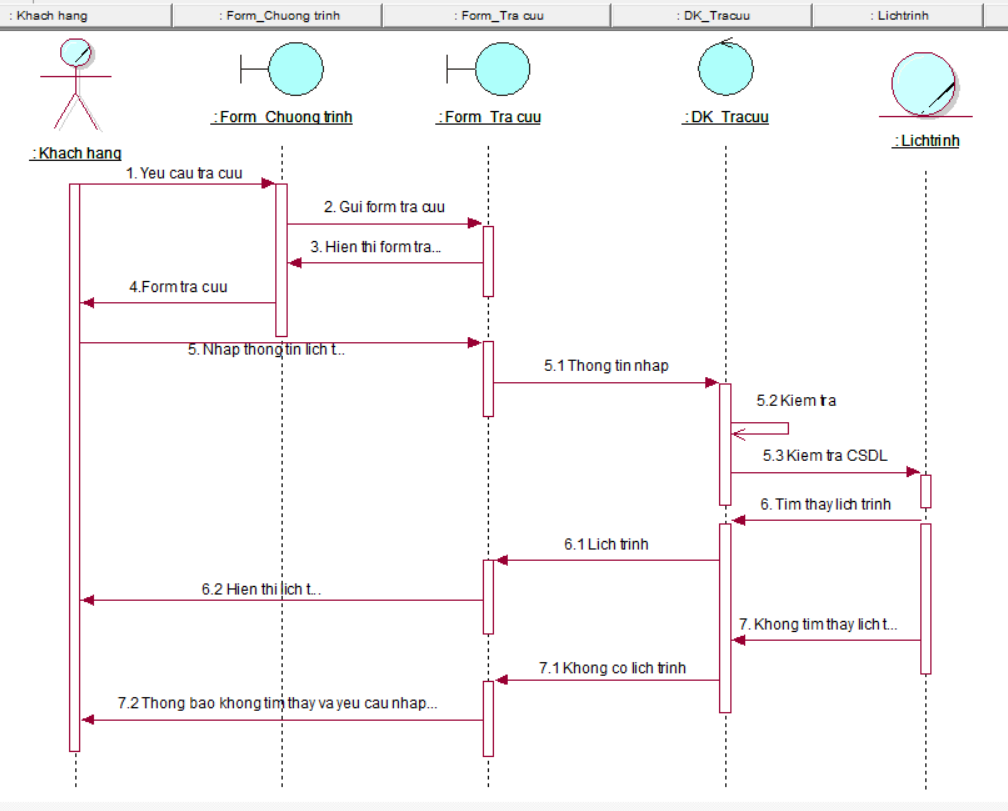 : Khach hang
: Form_Chuong trinh
: Form_Tra cuu
: DK_Tracuu
: Lichtrinh
: Khach hang
: Form_Chuong trinh
: Form_Tra cuu
: DK_Tracuu
: Lichtrinh
1. Yeu cau tra cuu
2. Gui form tra cuu
3. Hien thi form tra...
4.Form tra cuu
5. Nhap thong tin lich t...
5.1 Thong tin nhap
5.2 Kiem tra
5.3 Kiem tra CSDL
6. Tim thay lich trinh
6.1 Lich trinh
6.2 Hien thi lich t...
7. Khong tim thay lich t...
7.1 Khong co lich trinh
7.2 Thong bao khong tim thay va yeu cau nhap...